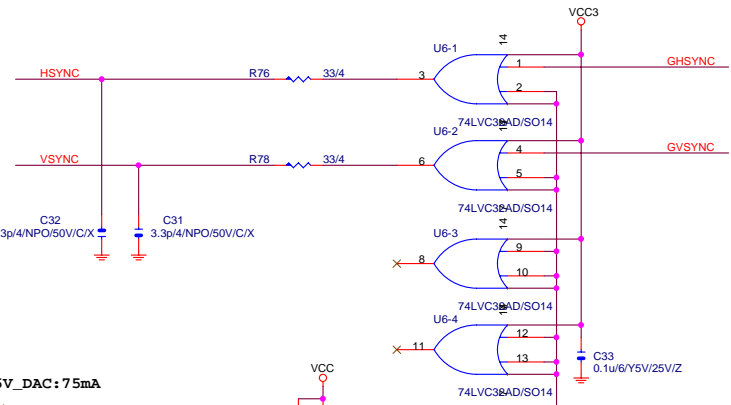 VCC3
14
U6-1
HSYNC
R76
33/4
3
1
GHSYNC
2
74LVC32AD/SO14
U6-2
VSYNC
R78
33/4
6
4
GVSYNC
5
74LVC32AD/SO14
C32
3p/4/NPO/50V/C/X
C31
3.3p/4/NPO/50V/C/X
14
U6-3
8
9
10
74LVC32AD/SO14
U6-4
11
12
13
C33
0.1u/6/Y5V/25V/Z
74LVC32AD/SO14
5V_DAC:75mA
VCC